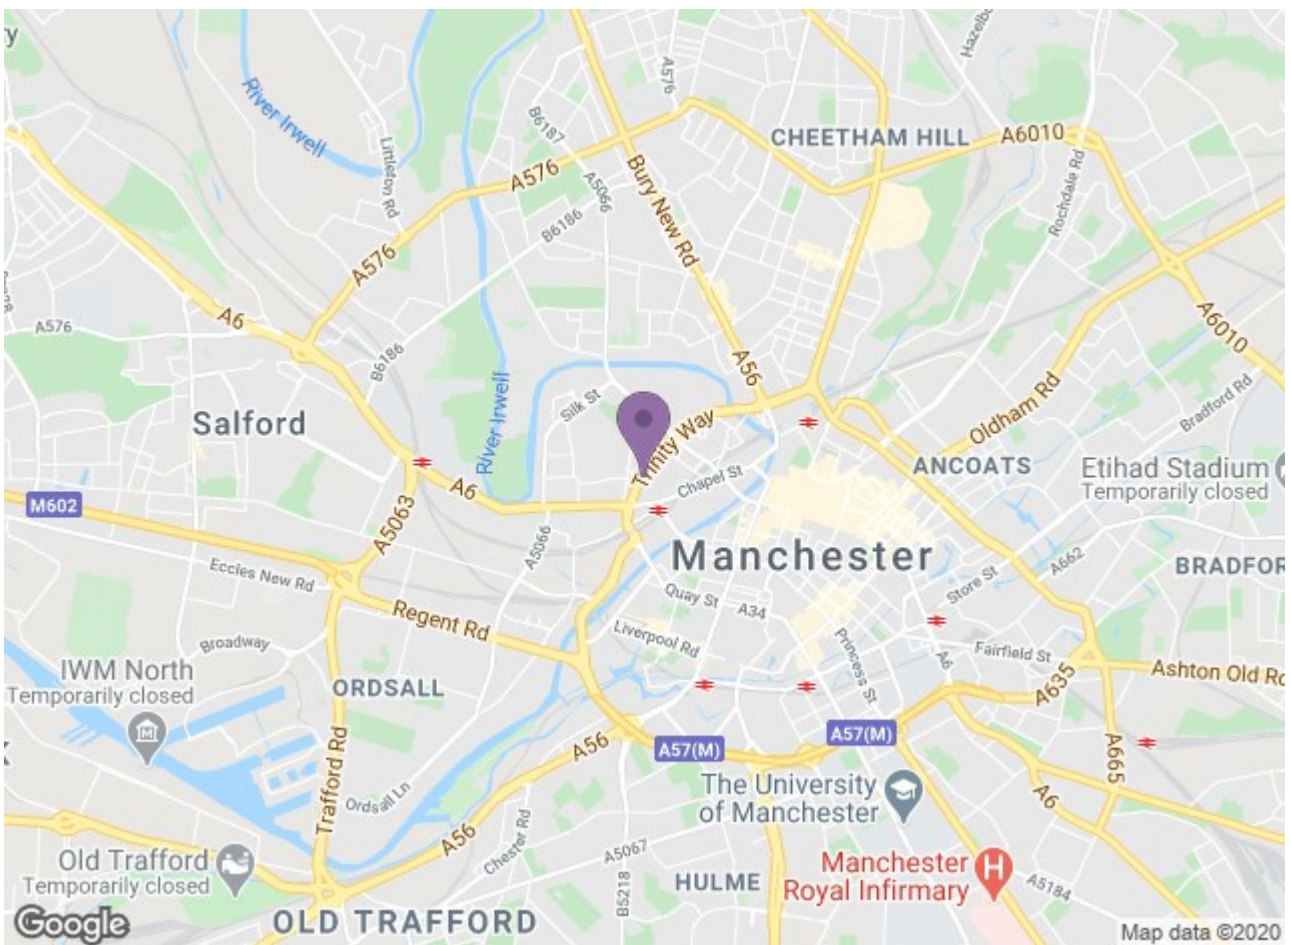 y
Hazelbo
A576
River Irwell
B6187
CHEETHAM HILL
A6010
Littleton Rd
A576
A5066
Bury New Rd
Rochdale Rd
B6186
A576
A6
A6010
A576
B6186
A56
Bradford Rd
River Irwell
Silk St
Oldham Rd
Salford
Trinity Way
ANCOATS
Etihad Stadium
Temporarily closed
Chapel St
A6
M602
A5063
A5066
Manchester
A662
BRADFOR
Eccles New Rd
Store St
Quay St
A34
Regent Rd
Liverpool Rd
Princess St
Broadway
A6
Fairfield St
IWM North
Temporarily closed
Ashton Old Ro
ORDSALL
A635
A56
A57(M)
A57(M)
A665
Trafford Rd
The University
of Manchester
Ordsall Ln
A6
A56
Chester Rd
Old Trafford
Temporarily closed
A5067
Manchester
Royal Infirmary
HULME
A5184
B5218
OLD TRAFFORD
Google
Map data ©2020